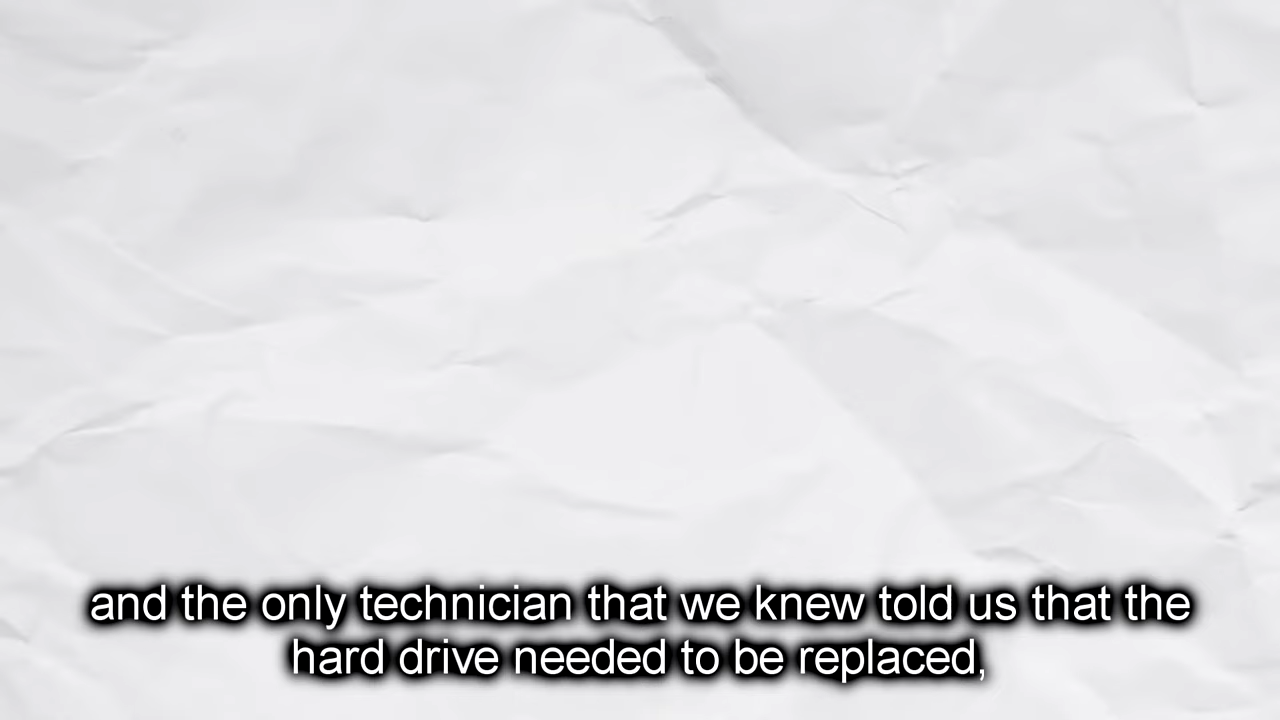 and the only technician that we knew told us that the
hard drive needed to be replaced,